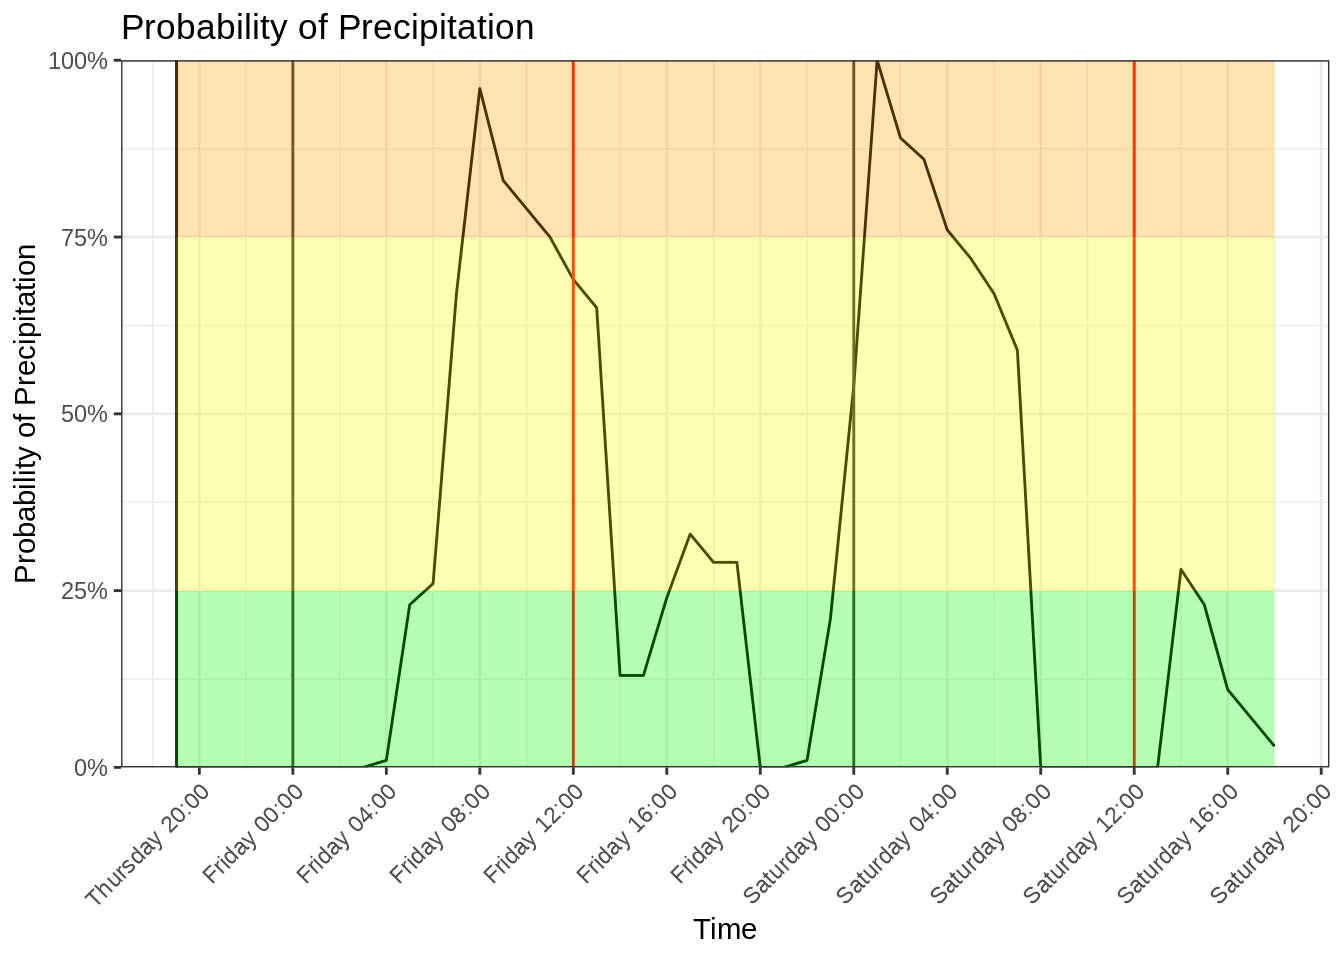 Probability of Precipitation
Probability of Precipitation
100%
75%
50%
25%
0%
Thursday 20:00
Friday 00:00
Friday 04:00
Friday 08:00
Friday 12:00
Friday 16:00
Friday 20:00
Saturday 00:00
Saturday 04:00
Saturday 08:00
Saturday 12:00
Saturday 16:00
Saturday 20:00
Time